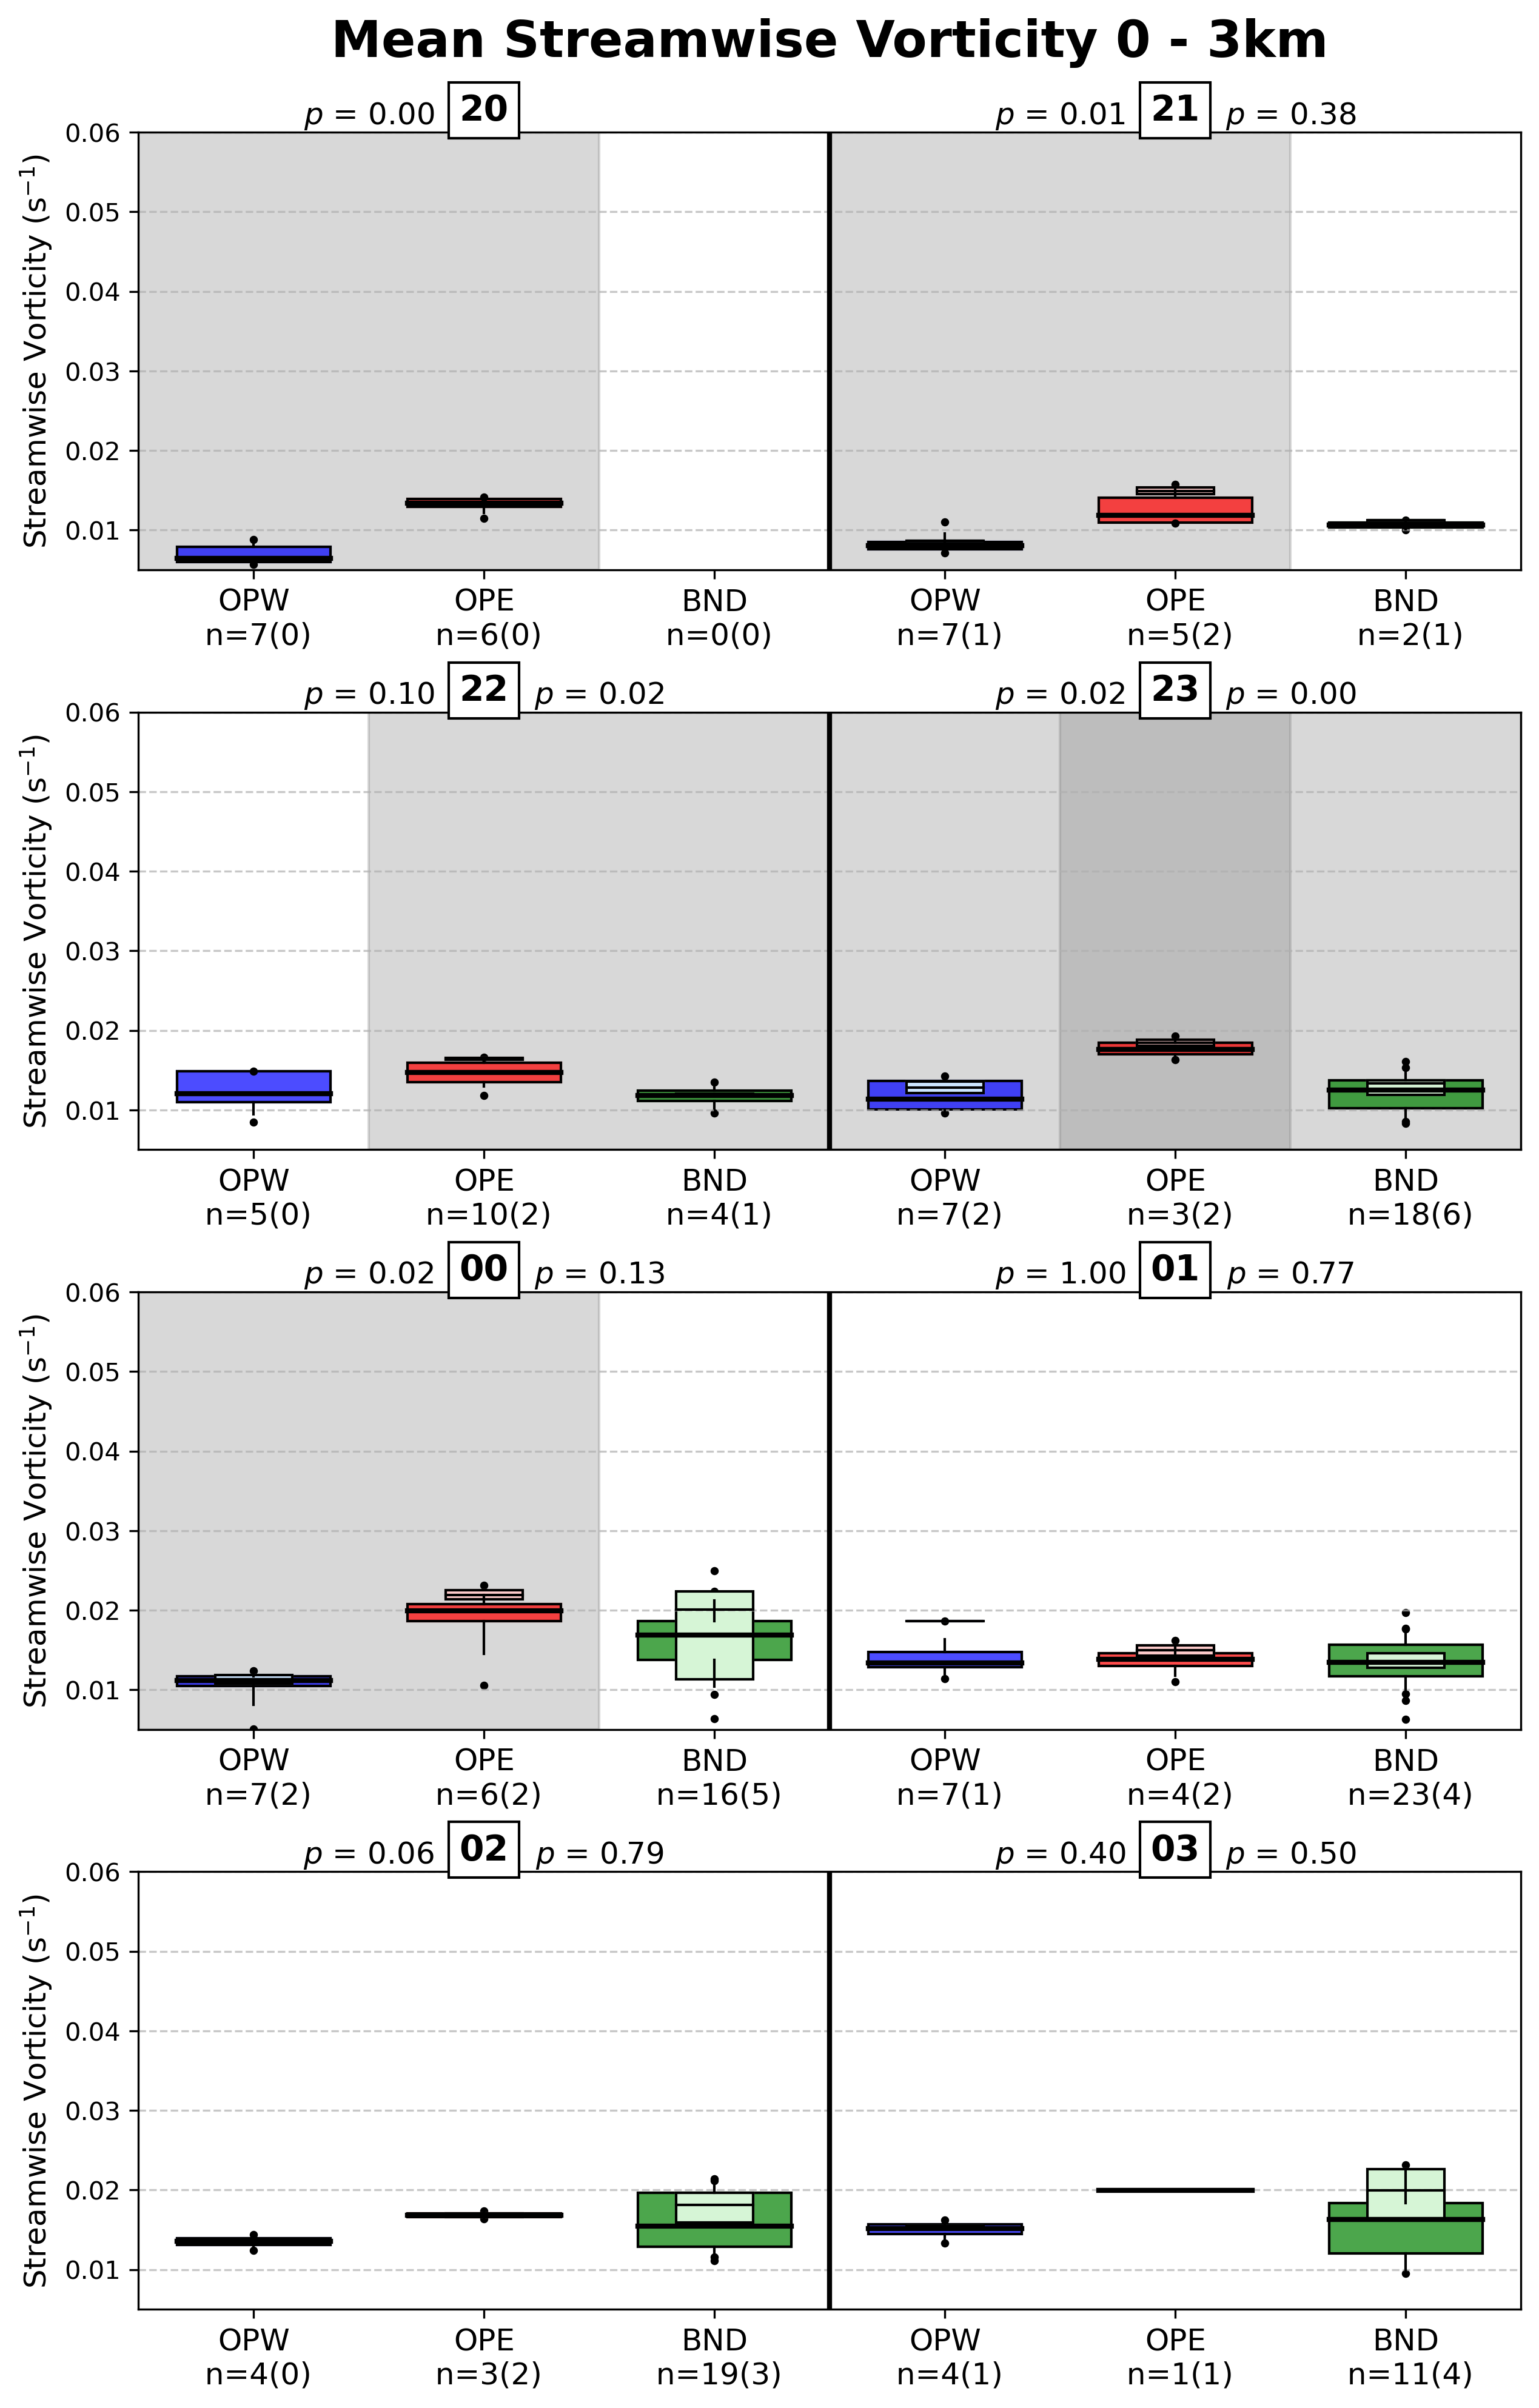 Mean Streamwise Vorticity 0 - 3km
p = 0.00 20
p = 0.01 21 p = 0.38
Streamwise Vorticity (s⁻¹)
0.06
0.05
0.04
0.03
0.02
0.01
OPW OPE BND OPW OPE BND
n=7(0) n=6(0) n=0(0) n=7(1) n=5(2) n=2(1)
p = 0.10 22 p = 0.02
p = 0.02 23 p = 0.00
Streamwise Vorticity (s⁻¹)
0.06
0.05
0.04
0.03
0.02
0.01
OPW OPE BND OPW OPE BND
n=5(0) n=10(2) n=4(1) n=7(2) n=3(2) n=18(6)
p = 0.02 00 p = 0.13
p = 1.00 01 p = 0.77
Streamwise Vorticity (s⁻¹)
0.06
0.05
0.04
0.03
0.02
0.01
OPW OPE BND OPW OPE BND
n=7(2) n=6(2) n=16(5) n=7(1) n=4(2) n=23(4)
p = 0.06 02 p = 0.79
p = 0.40 03 p = 0.50
Streamwise Vorticity (s⁻¹)
0.06
0.05
0.04
0.03
0.02
0.01
OPW OPE BND OPW OPE BND
n=4(0) n=3(2) n=19(3) n=4(1) n=1(1) n=11(4)